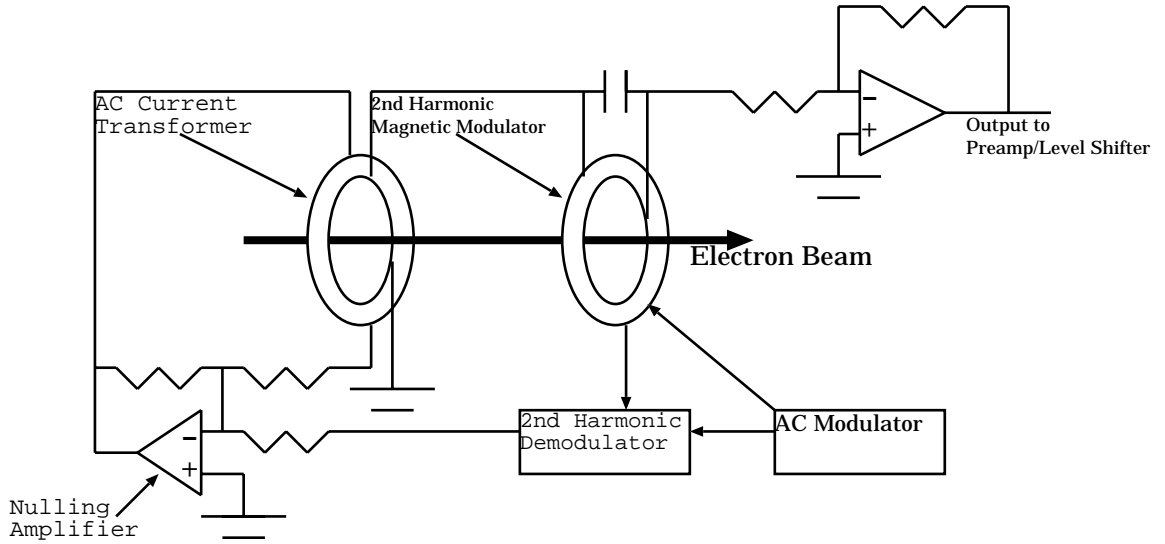 AC Current
Transformer
2nd Harmonic
Magnetic Modulator
-
+
Output to
Preamp/Level Shifter
Electron Beam
2nd Harmonic
Demodulator
AC Modulator
-
+
Nulling
Amplifier